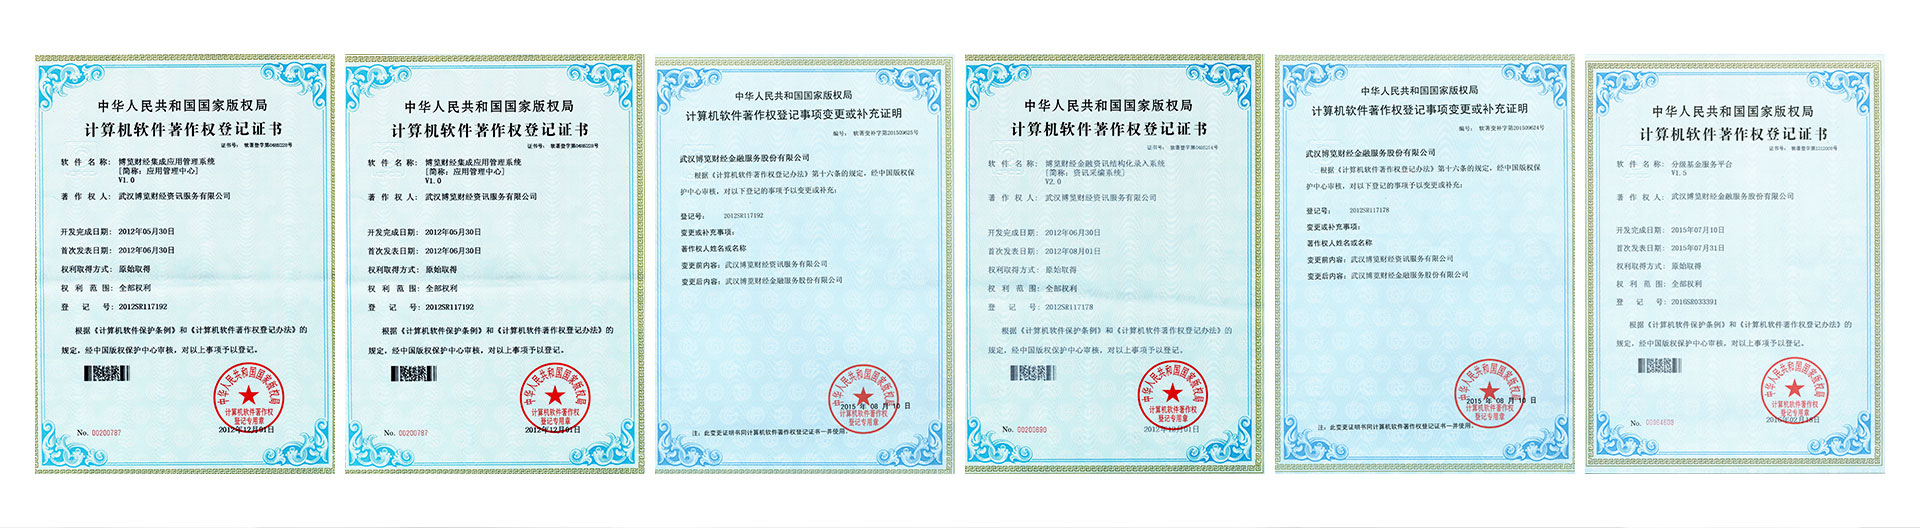 中华人民共和国国家版权局
计算机软件著作权登记证书
证书号： 软著登字第0480228号
软 件 名 称： 博览财经集成应用管理系统
[简称：应用管理中心]
V1.0
著 作 权 人： 武汉博览财经资讯服务有限公司
开发完成日期： 2012年05月30日
首次发表日期： 2012年06月30日
权利取得方式： 原始取得
权 利 范 围： 全部权利
登 记 号： 2012SR117192
根据《计算机软件保护条例》和《计算机软件著作权登记办法》的
规定，经中国版权保护中心审核，对以上事项予以登记。
中华人民共和国国家版权局
计算机软件著作权
登记专用章
No. 00200787
2012年12月01日
中华人民共和国国家版权局
计算机软件著作权登记证书
证书号： 软著登字第0480228号
软 件 名 称： 博览财经集成应用管理系统
[简称：应用管理中心]
V1.0
著 作 权 人： 武汉博览财经资讯服务有限公司
开发完成日期： 2012年05月30日
首次发表日期： 2012年06月30日
权利取得方式： 原始取得
权 利 范 围： 全部权利
登 记 号： 2012SR117192
根据《计算机软件保护条例》和《计算机软件著作权登记办法》的
规定，经中国版权保护中心审核，对以上事项予以登记。
中华人民共和国国家版权局
计算机软件著作权
登记专用章
No. 00200787
2012年12月01日
中华人民共和国国家版权局
计算机软件著作权登记事项变更或补充证明
编号： 软著变补字第201509625号
武汉博览财经金融服务股份有限公司
根据《计算机软件著作权登记办法》第十六条的规定，经中国版权保
护中心审核，对以下登记的事项予以变更或补充：
登记号： 2012SR117192
变更或补充事项：
著作权人姓名或名称
变更前内容：武汉博览财经资讯服务有限公司
变更后内容：武汉博览财经金融服务股份有限公司
中华人民共和国国家版权局
2015 年 08 月 10 日
计算机软件著作权
登记专用章
注：此变更证明书同计算机软件著作权登记证书一并使用。
中华人民共和国国家版权局
计算机软件著作权登记证书
软 件 名 称： 博览财经金融资讯结构化录入系统
[简称：资讯采编系统]
V2.0
著 作 权 人： 武汉博览财经资讯服务有限公司
开发完成日期： 2012年06月30日
首次发表日期： 2012年08月01日
权利取得方式： 原始取得
权 利 范 围： 全部权利
登 记 号： 2012SR117178
根据《计算机软件保护条例》和《计算机软件著作权登记办法》的
规定，经中国版权保护中心审核，对以上事项予以登记。
中华人民共和国国家版权局
计算机软件著作权
登记专用章
No. 00200690
2012年12月01日
中华人民共和国国家版权局
计算机软件著作权登记事项变更或补充证明
编号： 软著变补字第201509624号
武汉博览财经金融服务股份有限公司
根据《计算机软件著作权登记办法》第十六条的规定，经中国版权保
护中心审核，对以下登记的事项予以变更或补充：
登记号： 2012SR117178
变更或补充事项：
著作权人姓名或名称
变更前内容：武汉博览财经资讯服务有限公司
变更后内容：武汉博览财经金融服务股份有限公司
中华人民共和国国家版权局
2015 年 08 月 10 日
计算机软件著作权
登记专用章
注：此变更证明书同计算机软件著作权登记证书一并使用。
中华人民共和国国家版权局
计算机软件著作权登记证书
软 件 名 称： 分级基金服务平台
V1.5
著 作 权 人： 武汉博览财经金融服务股份有限公司
开发完成日期： 2015年07月10日
首次发表日期： 2015年07月31日
权利取得方式： 原始取得
权 利 范 围： 全部权利
登 记 号： 2016SR033391
根据《计算机软件保护条例》和《计算机软件著作权登记办法》的
规定，经中国版权保护中心审核，对以上事项予以登记。
中华人民共和国国家版权局
计算机软件著作权
登记专用章
No.